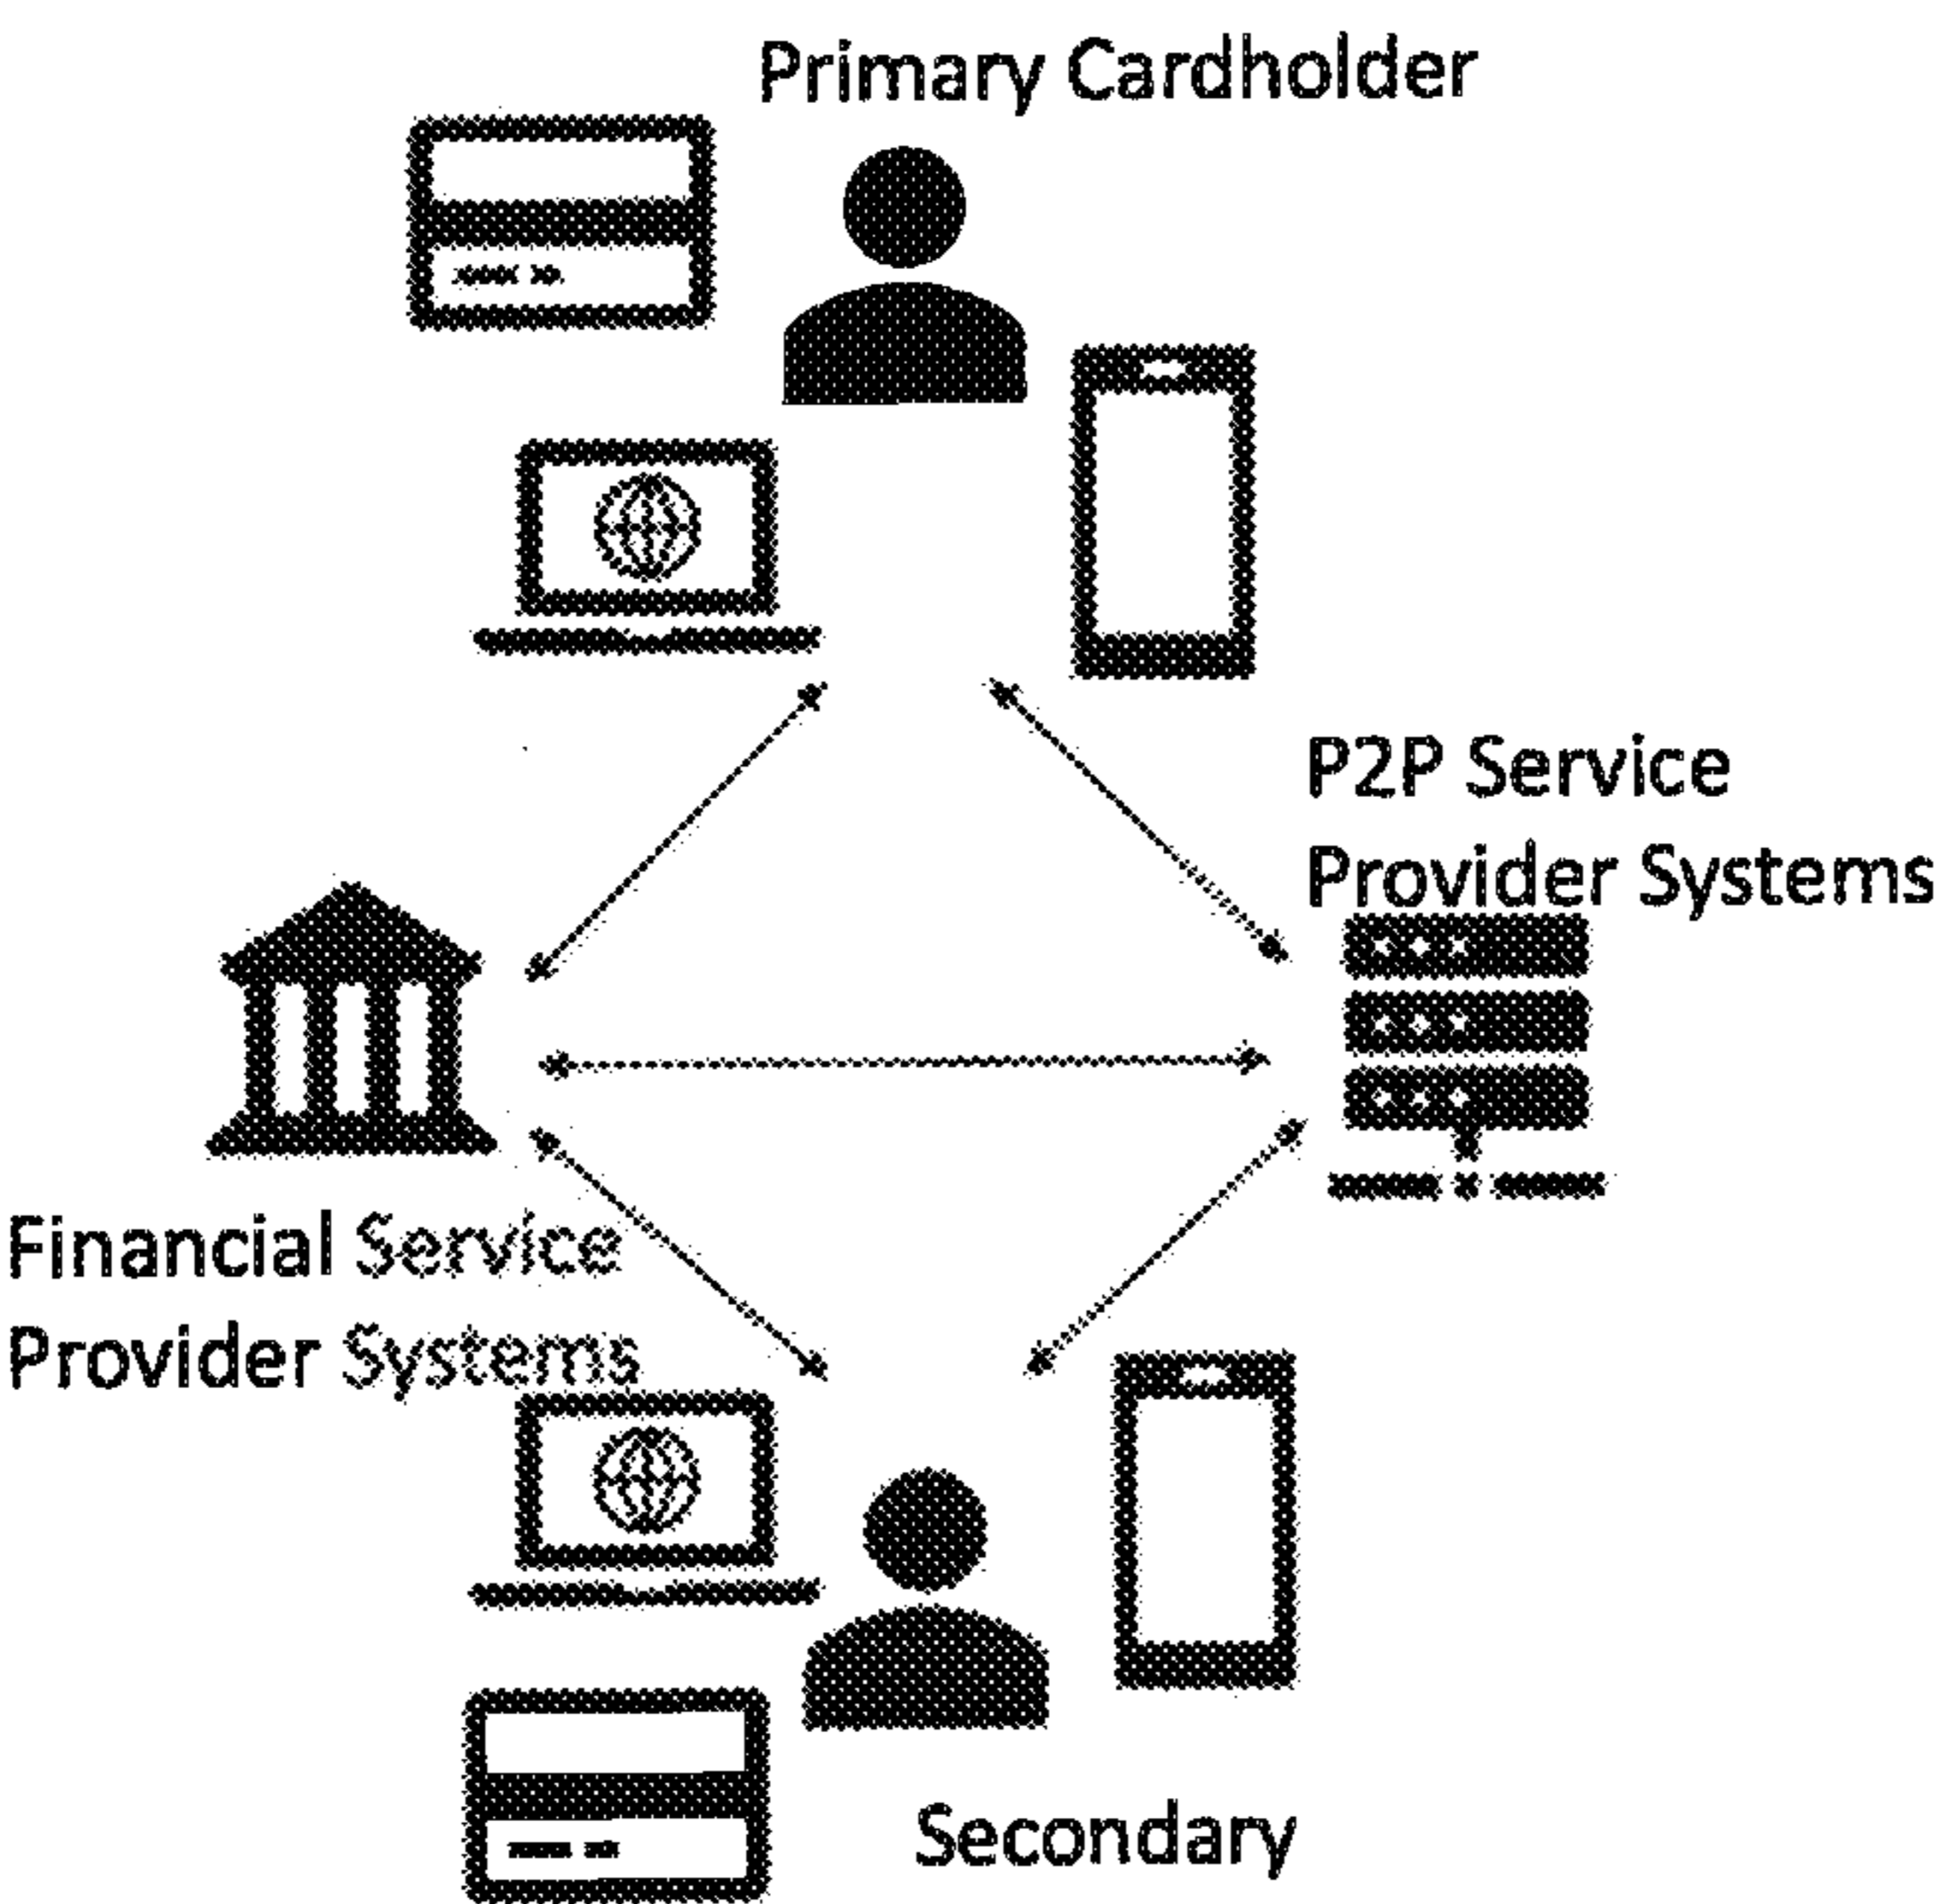 Primary Cardholder
P2P Service
Provider Systems
Financial Service
Provider Systems
Secondary